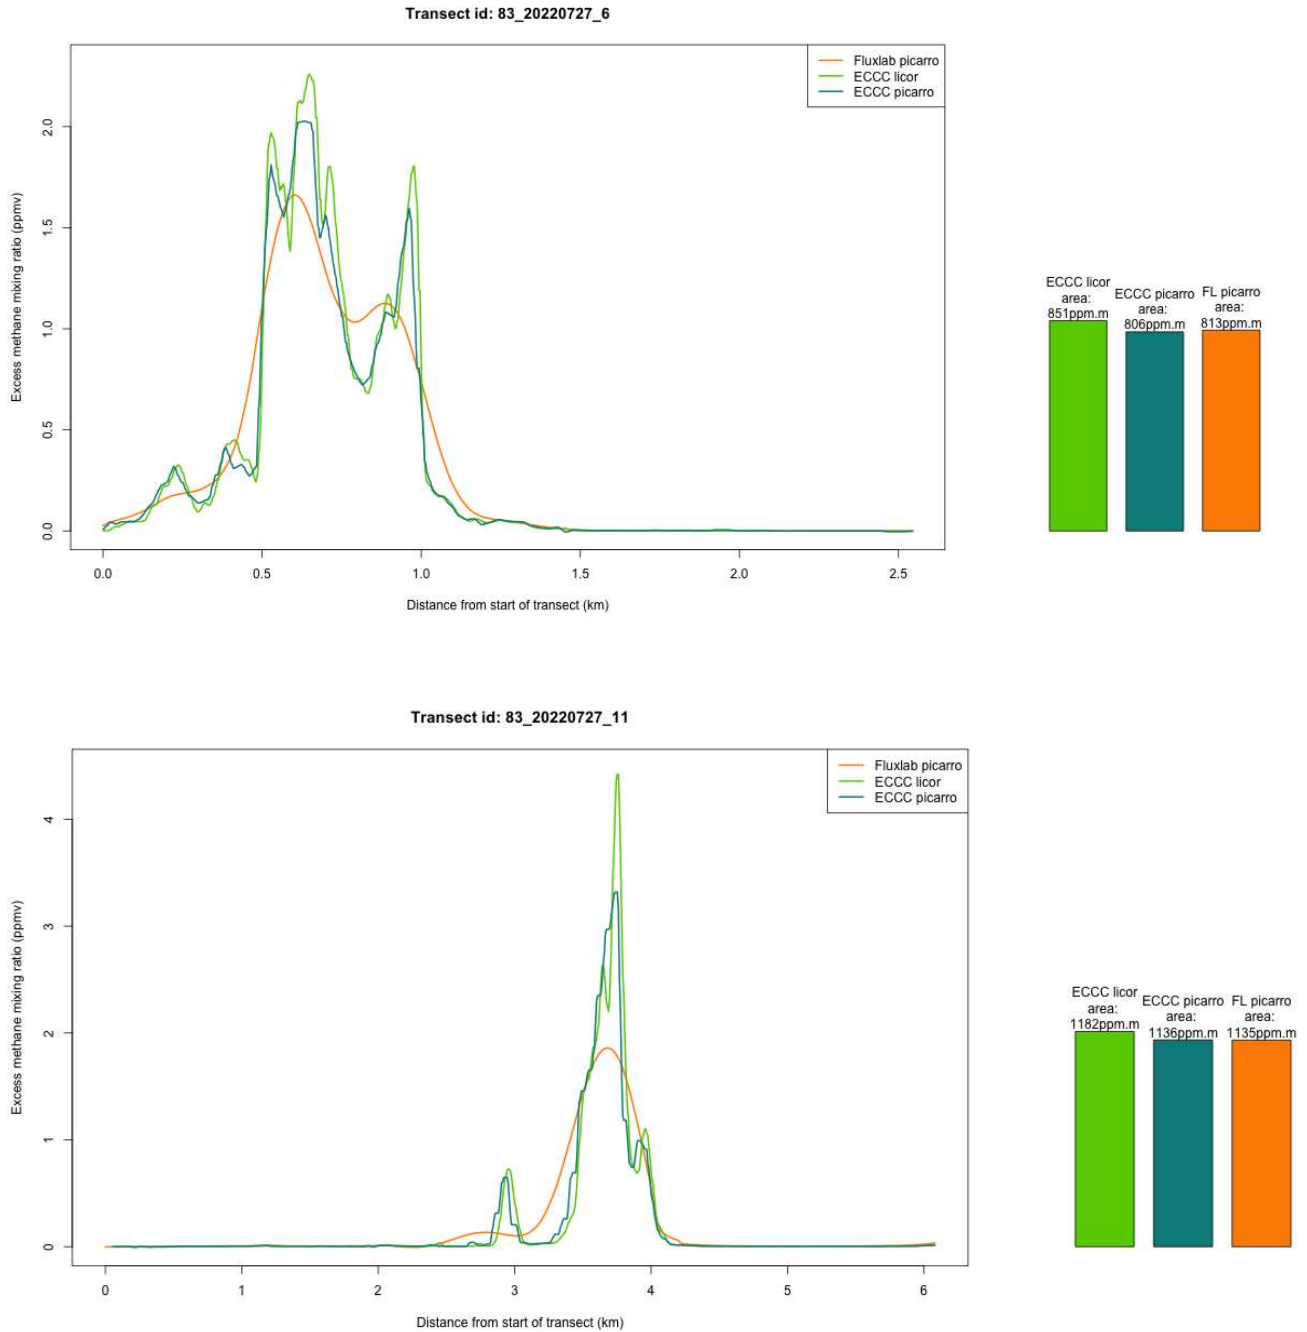 Transect id: 83_20220727_6
Fluxlab picarro
ECCC licor
ECCC picarro
Excess methane mixing ratio (ppmv)
2.0
1.5
1.0
0.5
0.0
0.0 0.5 1.0 1.5 2.0 2.5
Distance from start of transect (km)
ECCC licor
area:
851ppm.m
ECCC picarro
area:
806ppm.m
FL picarro
area:
813ppm.m
Transect id: 83_20220727_11
Fluxlab picarro
ECCC licor
ECCC picarro
Excess methane mixing ratio (ppmv)
4
3
2
1
0
0 1 2 3 4 5 6
Distance from start of transect (km)
ECCC licor
area:
1182ppm.m
ECCC picarro
area:
1136ppm.m
FL picarro
area:
1135ppm.m